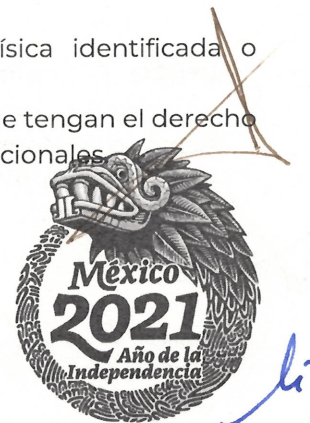 ísica identificada o
e tengan el derecho
cionales.
México
2021
Año de la
Independencia